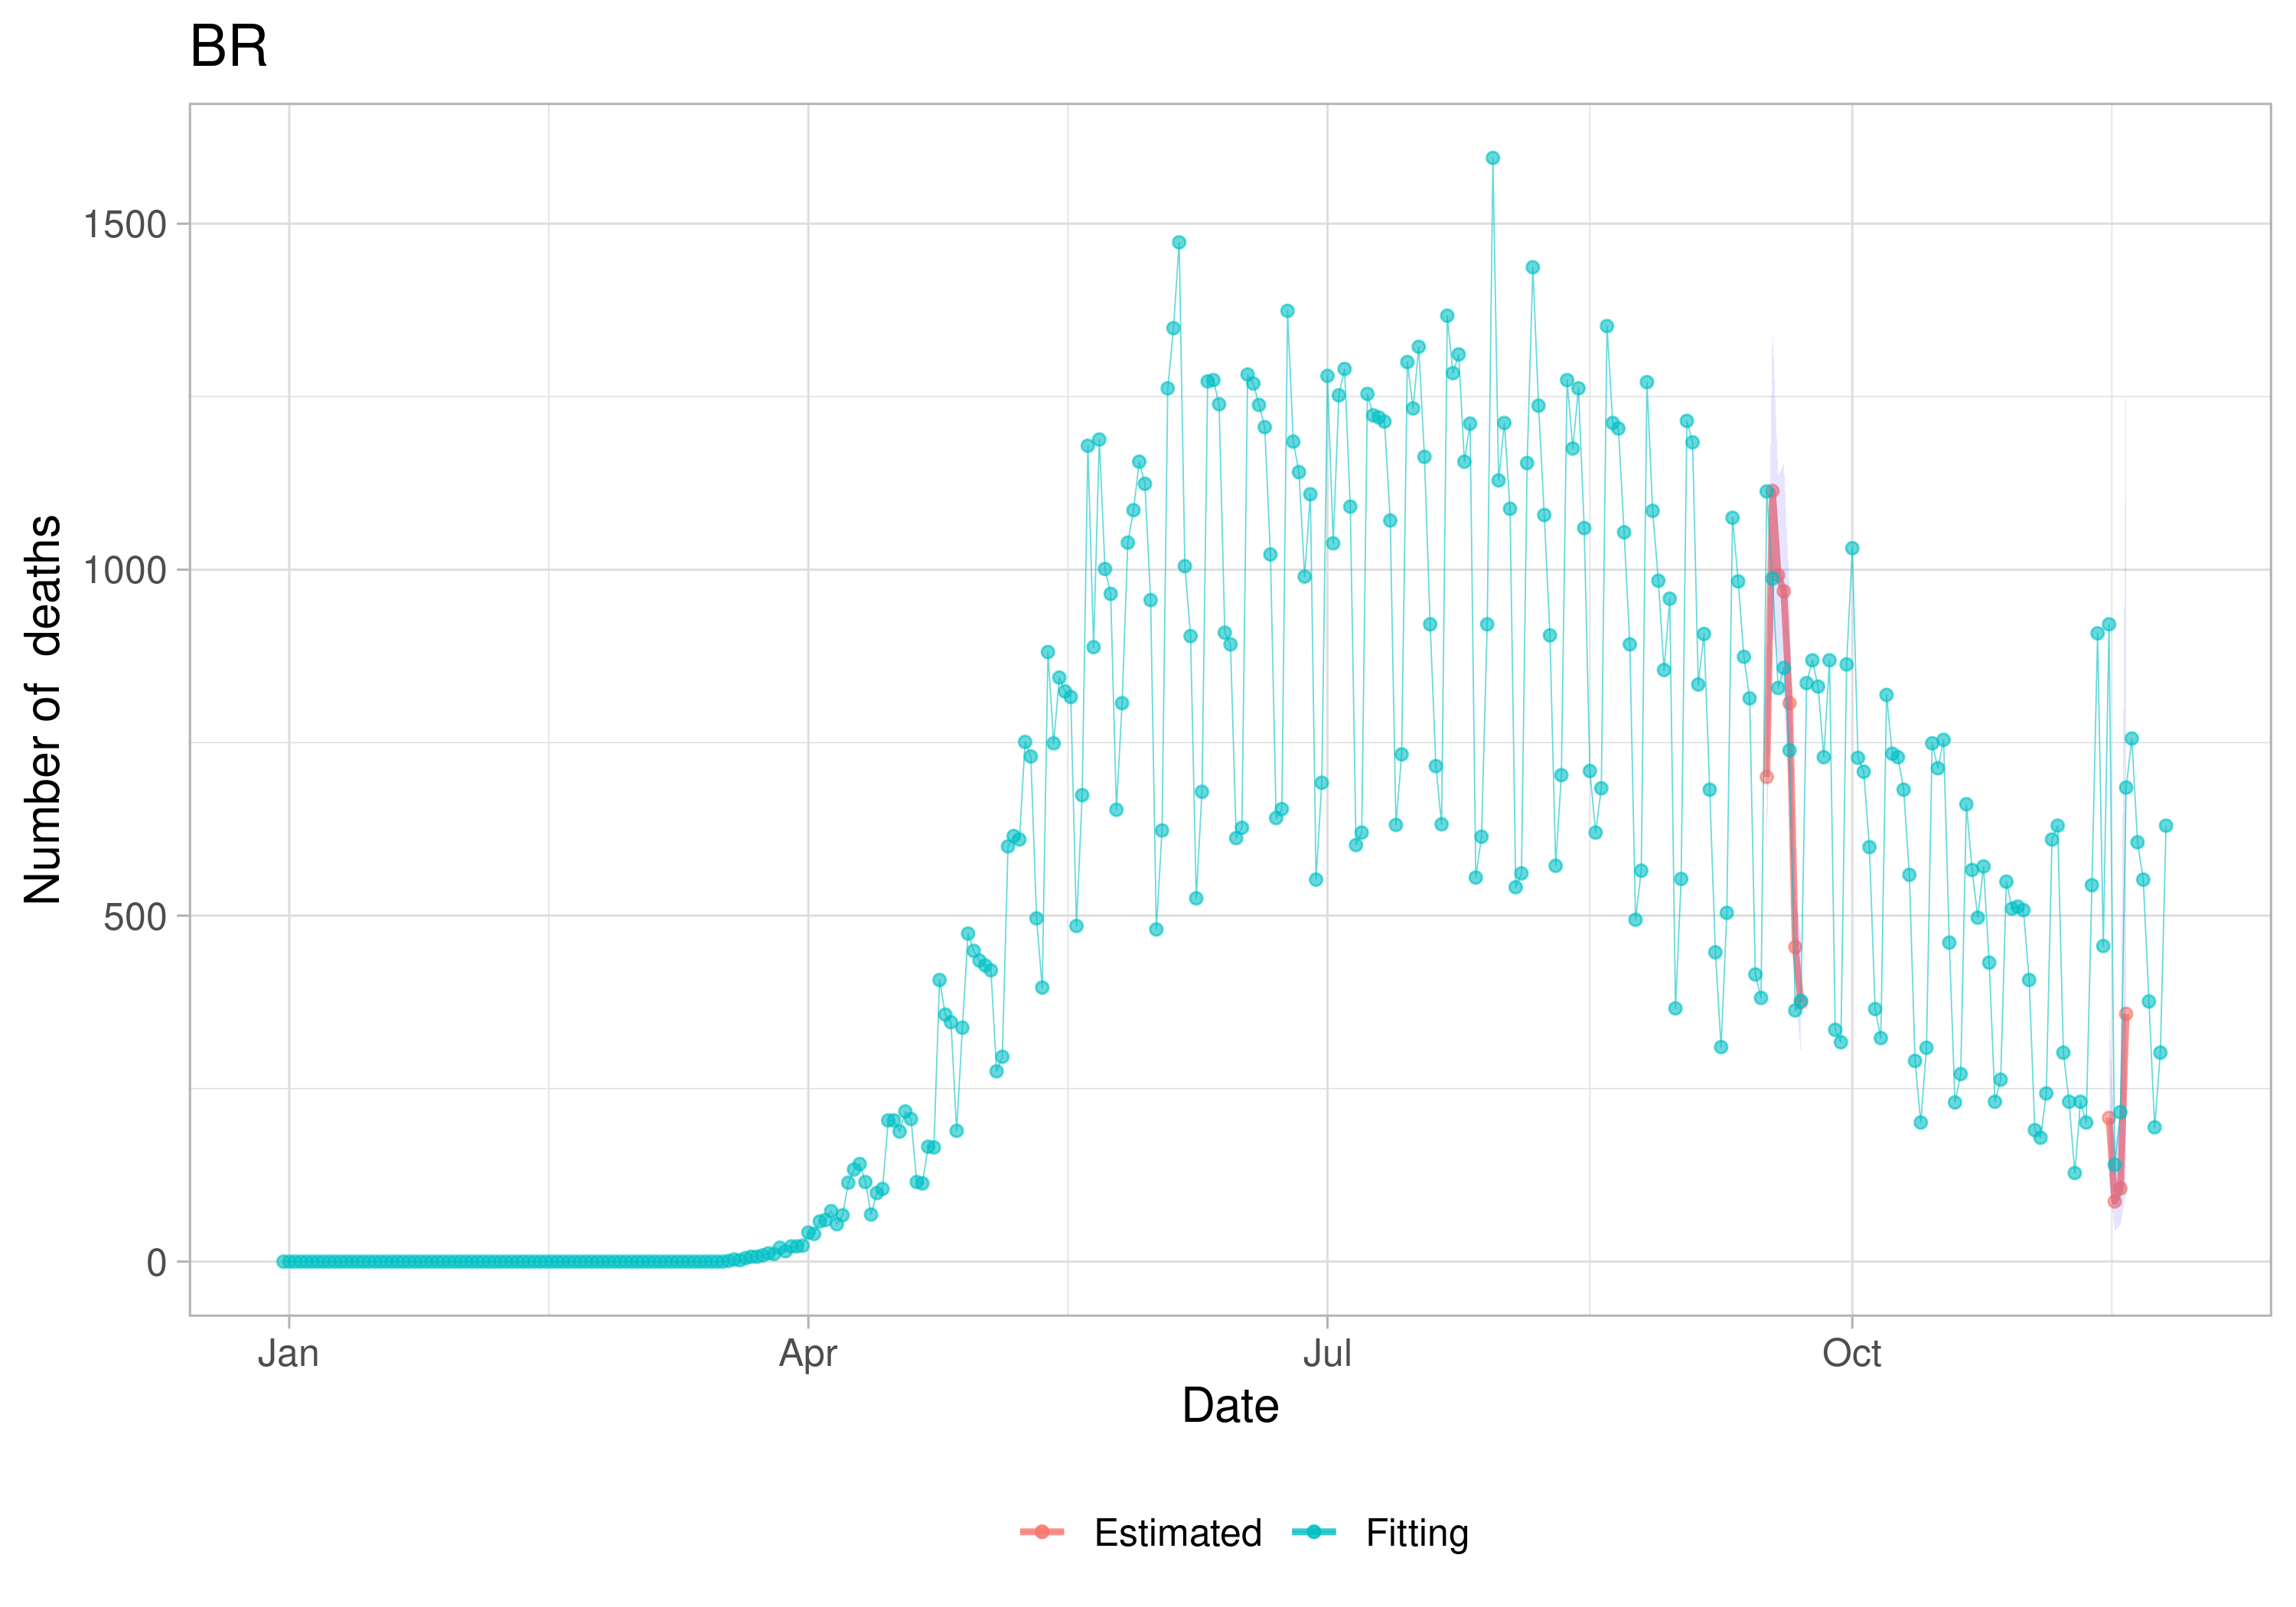 BR
1500
1000
500
0
Number of deaths
Jan Apr Jul Oct
Date
Estimated Fitting